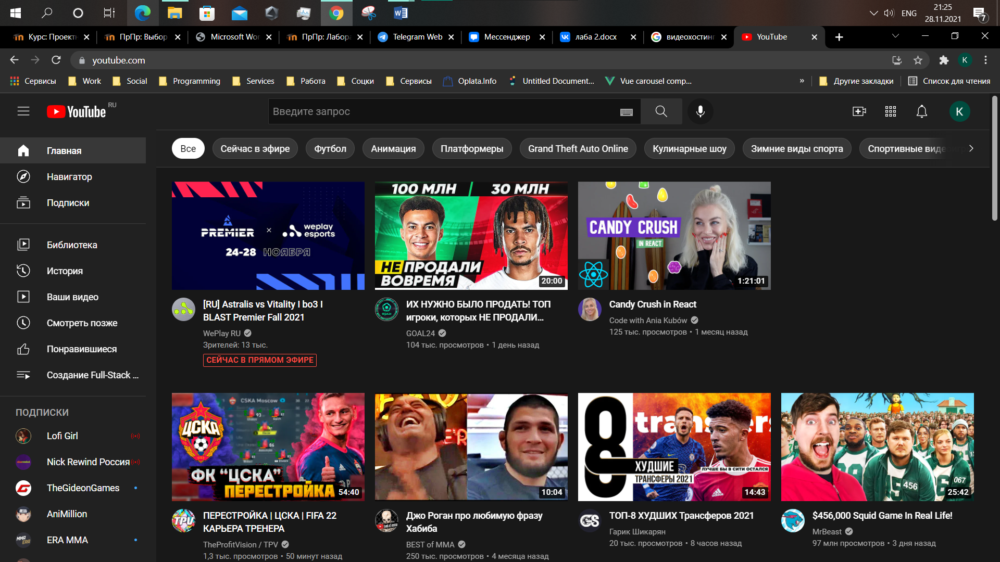 ENG
21:25
28.11.2021
7
Курс: Проектн
ПрПр: Выбор
Microsoft Wor
ПрПр: Лабора
Telegram Web
Мессенджер
лаба 2.docx
видеохостинг
YouTube
youtube.com
K
Сервисы
Work
Social
Programming
Services
Работа
Соцки
Сервисы
Oplata.Info
Untitled Document...
Vue carousel comp...
»
Другие закладки
Список для чтения
YouTube RU
Введите запрос
K
Главная
Навигатор
Подписки
Библиотека
История
Ваши видео
Смотреть позже
Понравившиеся
Создание Full-Stack ...
ПОДПИСКИ
Lofi Girl
Nick Rewind Россия
TheGideonGames
AniMillion
ERA MMA
Все
Сейчас в эфире
Футбол
Анимация
Платформеры
Grand Theft Auto Online
Кулинарные шоу
Зимние виды спорта
Спортивные видеоигр
PREMIER × weplay esports
24-28 НОЯБРЯ
[RU] Astralis vs Vitality I bo3 I
BLAST Premier Fall 2021
WePlay RU
Зрителей: 13 тыс.
СЕЙЧАС В ПРЯМОМ ЭФИРЕ
100 МЛН / 30 МЛН
НЕ ПРОДАЛИ
ВОВРЕМЯ
20:00
ИХ НУЖНО БЫЛО ПРОДАТЬ! ТОП
игроки, которых НЕ ПРОДАЛИ...
GOAL24
104 тыс. просмотров • 1 день назад
CANDY CRUSH
IN REACT
1:21:01
Candy Crush in React
Code with Ania Kubów
125 тыс. просмотров • 1 месяц назад
CSKA Moscow
ЦСКА
ФК “ЦСКА”
ПЕРЕСТРОЙКА
54:40
TPV
ПЕРЕСТРОЙКА | ЦСКА | FIFA 22
КАРЬЕРА ТРЕНЕРА
TheProfitVision / TPV
1,3 тыс. просмотров • 50 минут назад
10:04
Джо Роган про любимую фразу
Хабиба
BEST of MMA
250 тыс. просмотров • 4 месяца назад
8
transfers
ХУДШИЕ
ТРАНСФЕРЫ 2021
ЛУЧШЕ БЫ В СИТИ ОСТАЛСЯ
adidas
14:43
GS
ТОП-8 ХУДШИХ Трансферов 2021
Гарик Шикарян
20 тыс. просмотров • 8 часов назад
456
067
25:42
$456,000 Squid Game In Real Life!
MrBeast
97 млн просмотров • 3 дня назад